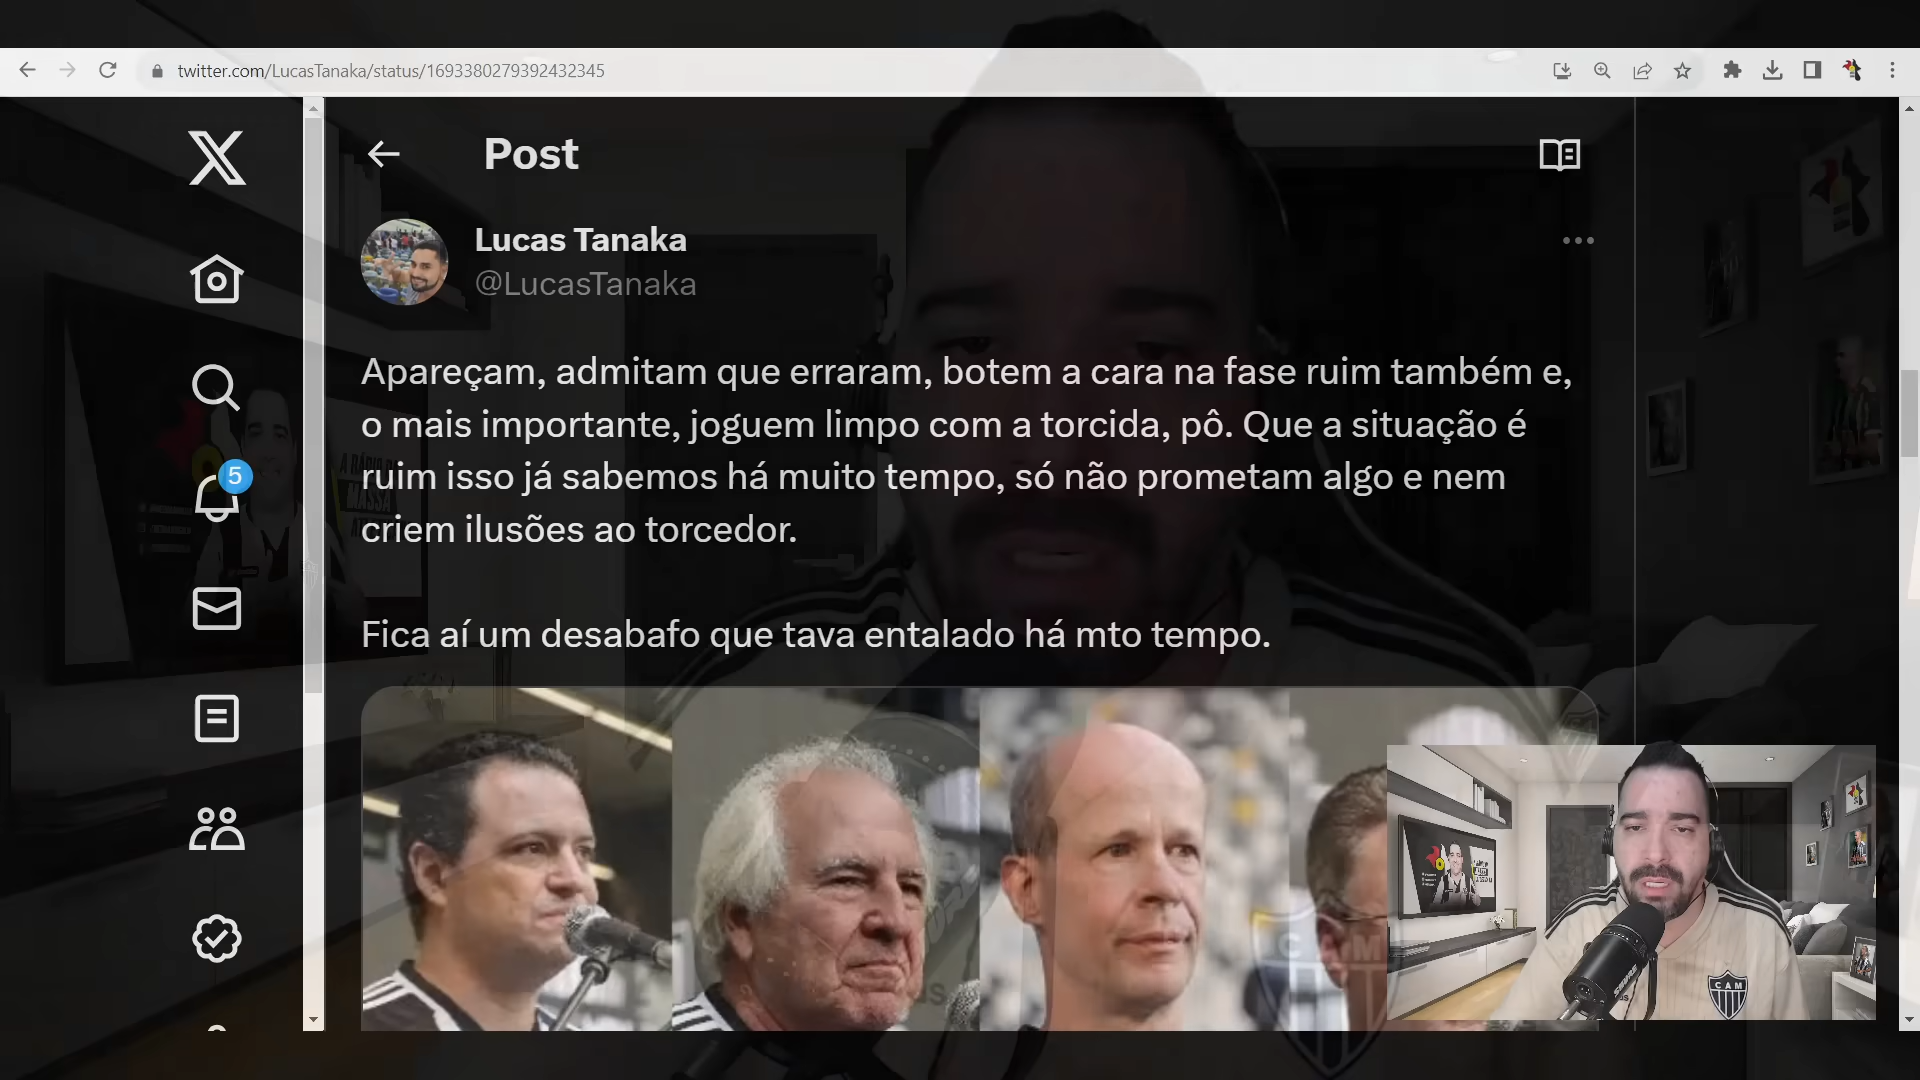 twitter.com/LucasTanaka/status/1693380279392432345
Post
Lucas Tanaka
@LucasTanaka
Apareçam, admitam que erraram, botem a cara na fase ruim também e,
o mais importante, joguem limpo com a torcida, pô. Que a situação é
ruim isso já sabemos há muito tempo, só não prometam algo e nem
criem ilusões ao torcedor.
Fica aí um desabafo que tava entalado há mto tempo.
5
CAM
CAM